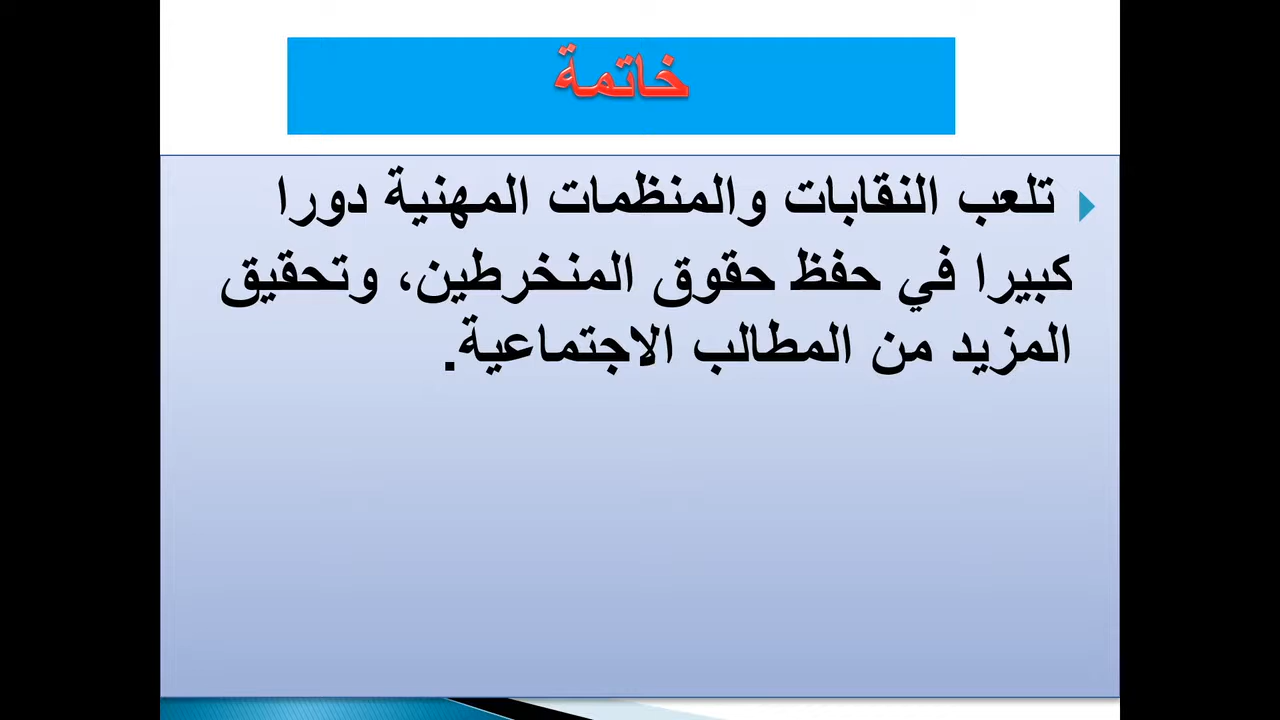 خاتمة
تلعب النقابات والمنظمات المهنية دورا
كبيرا في حفظ حقوق المنخرطين، وتحقيق
المزيد من المطالب الاجتماعية.